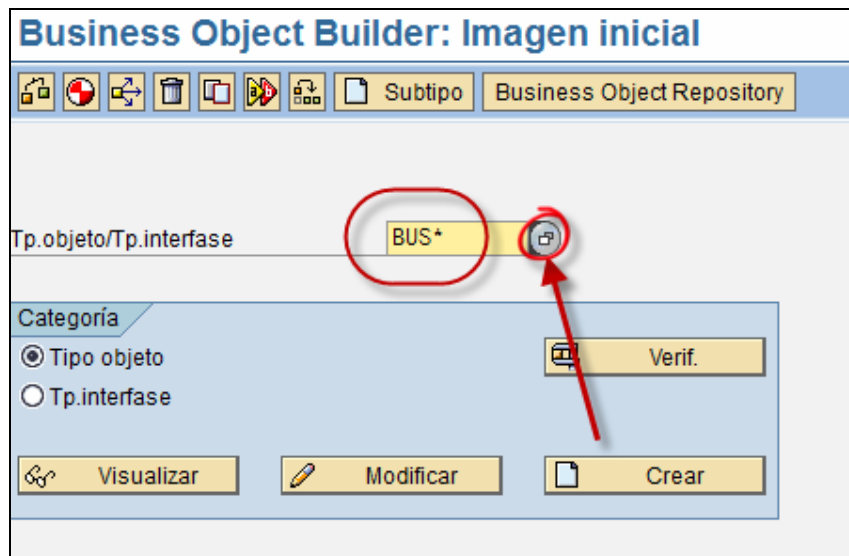 Business Object Builder: Imagen inicial
Subtipo Business Object Repository
Tp.objeto/Tp.interfase BUS*
Categoría
Tipo objeto Verif.
Tp.interfase
Visualizar Modificar Crear